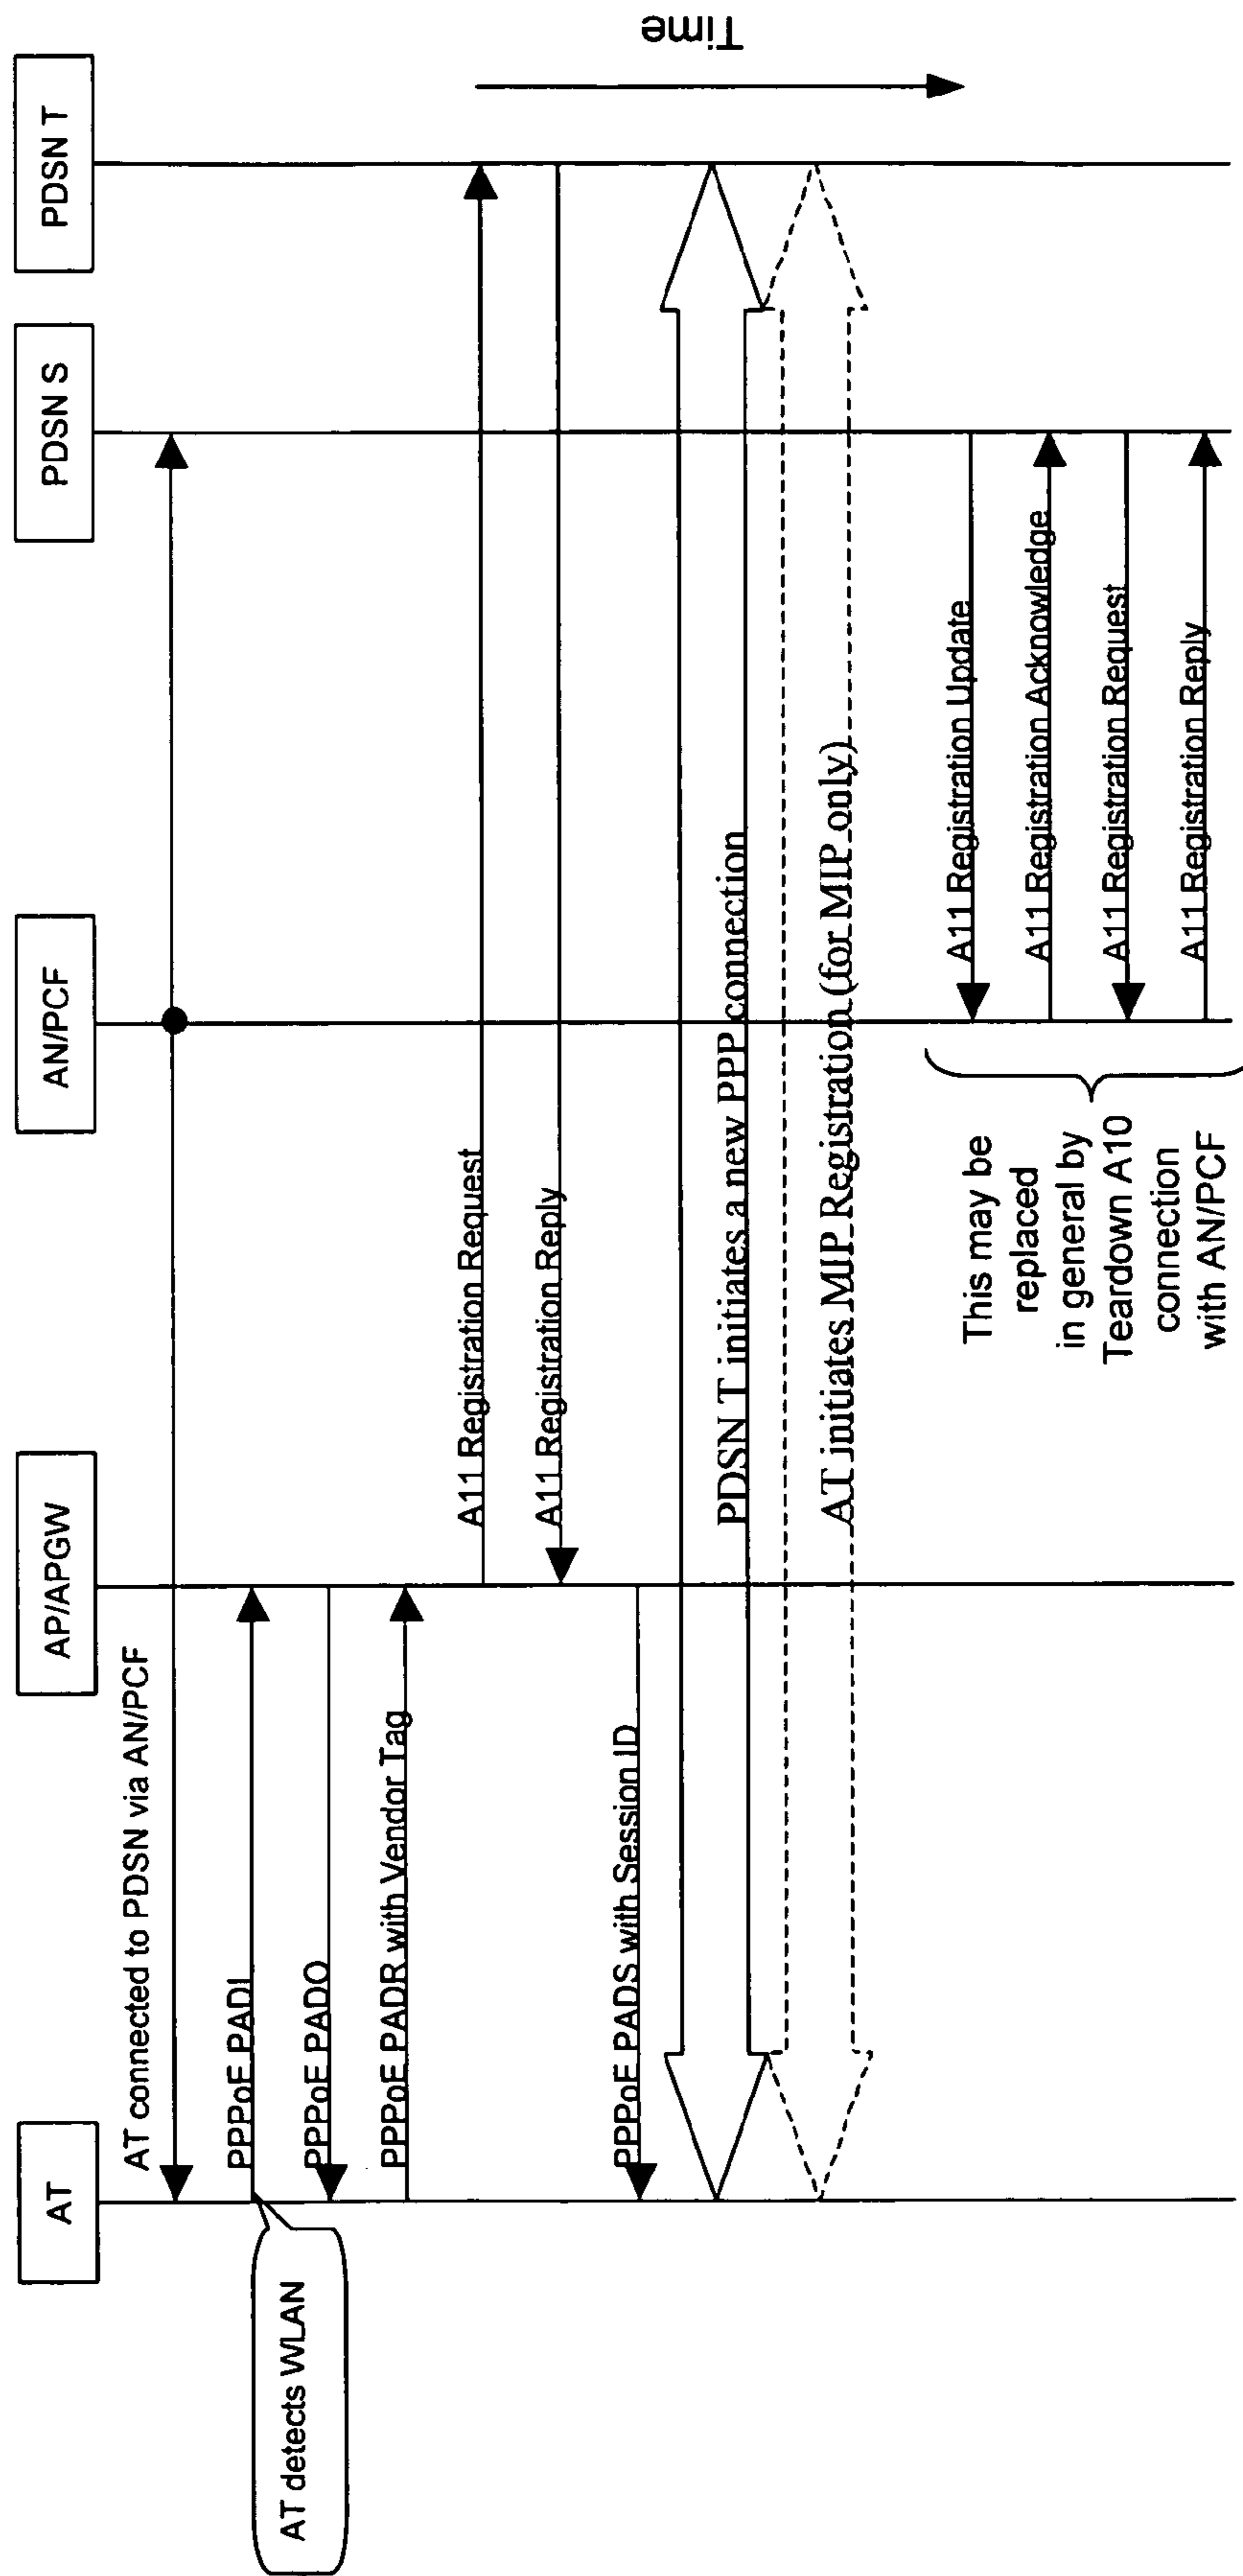 AT
AP/APGW
AN/PCF
PDSN S
PDSN T
Time
AT connected to PDSN via AN/PCF
AT detects WLAN
PPPoE PADI
PPPoE PADO
PPPoE PADR with Vendor Tag
A11 Registration Request
A11 Registration Reply
PPPoE PADS with Session ID
PDSN T initiates a new PPP connection
AT initiates MIP Registration (for MIP only)
A11 Registration Update
A11 Registration Acknowledge
A11 Registration Request
A11 Registration Reply
This may be
replaced
in general by
Teardown A10
connection
with AN/PCF